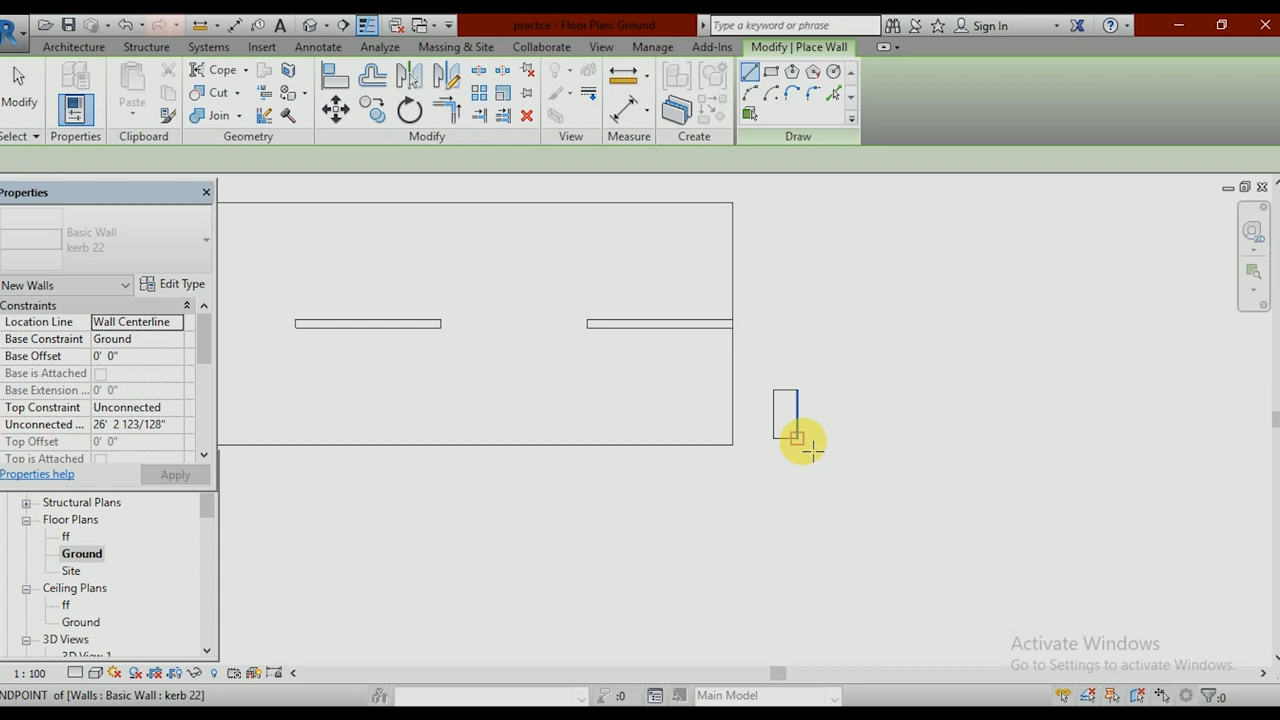 practce - Floor Plan: Ground
Type a keyword or phrase
Sign In
Architecture Structure Systems Insert Annotate Analyze Massing & Site Collaborate View Manage Add-Ins Modify | Place Wall
Modify
Paste
Cope
Cut
Join
Select Properties Clipboard Geometry Modify View Measure Create Draw
Properties
Basic Wall
kerb 22
New Walls
Edit Type
Constraints
Location Line Wall Centerline
Base Constraint Ground
Base Offset 0' 0"
Base is Attached
Base Extension ... 0' 0"
Top Constraint Unconnected
Unconnected ... 26' 2 123/128"
Top Offset 0' 0"
Top is Attached
Properties help
Apply
Structural Plans
Floor Plans
ff
Ground
Site
Ceiling Plans
ff
Ground
3D Views
3D View 1
2D
Activate Windows
Go to Settings to activate Windows.
1 : 100
NDPOINT of [Walls : Basic Wall : kerb 22]
:0
Main Model
:0